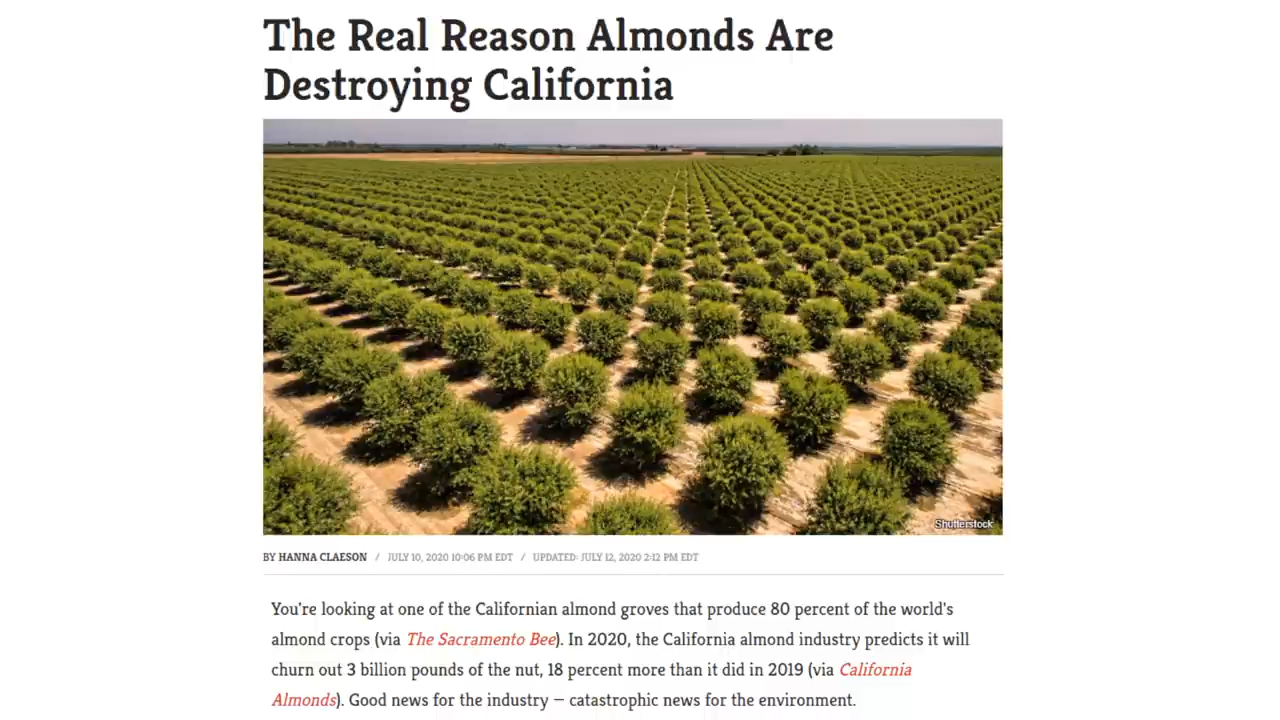 The Real Reason Almonds Are
Destroying California
Shutterstock
BY HANNA CLAESON / JULY 10, 2020 10:06 PM EDT / UPDATED: JULY 12, 2020 2:12 PM EDT
You're looking at one of the Californian almond groves that produce 80 percent of the world's
almond crops (via The Sacramento Bee). In 2020, the California almond industry predicts it will
churn out 3 billion pounds of the nut, 18 percent more than it did in 2019 (via California
Almonds). Good news for the industry — catastrophic news for the environment.